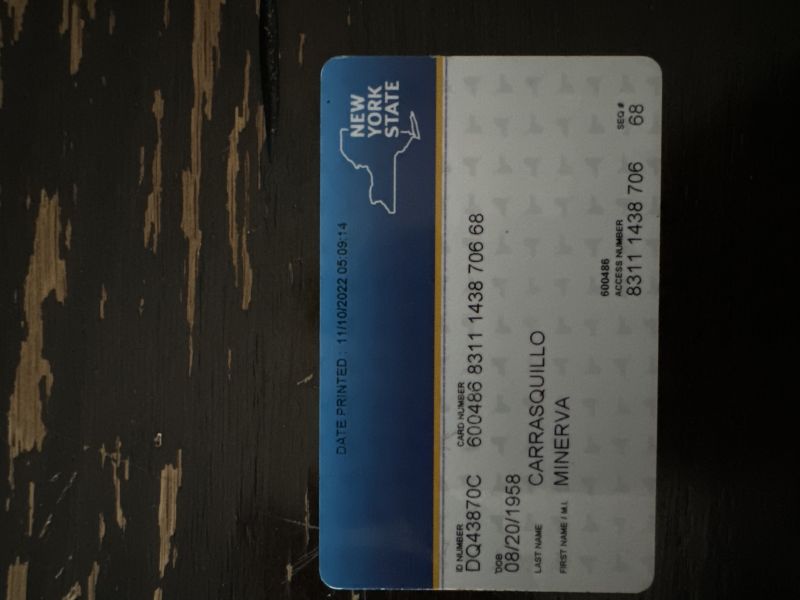 NEW
YORK
STATE
DATE PRINTED : 11/10/2022 05:09:14
ID NUMBER
DQ43870C
CARD NUMBER
600486 8311 1438 706 68
DOB
08/20/1958
LAST NAME
CARRASQUILLO
FIRST NAME / M.I.
MINERVA
600486
ACCESS NUMBER
8311 1438 706
SEQ #
68